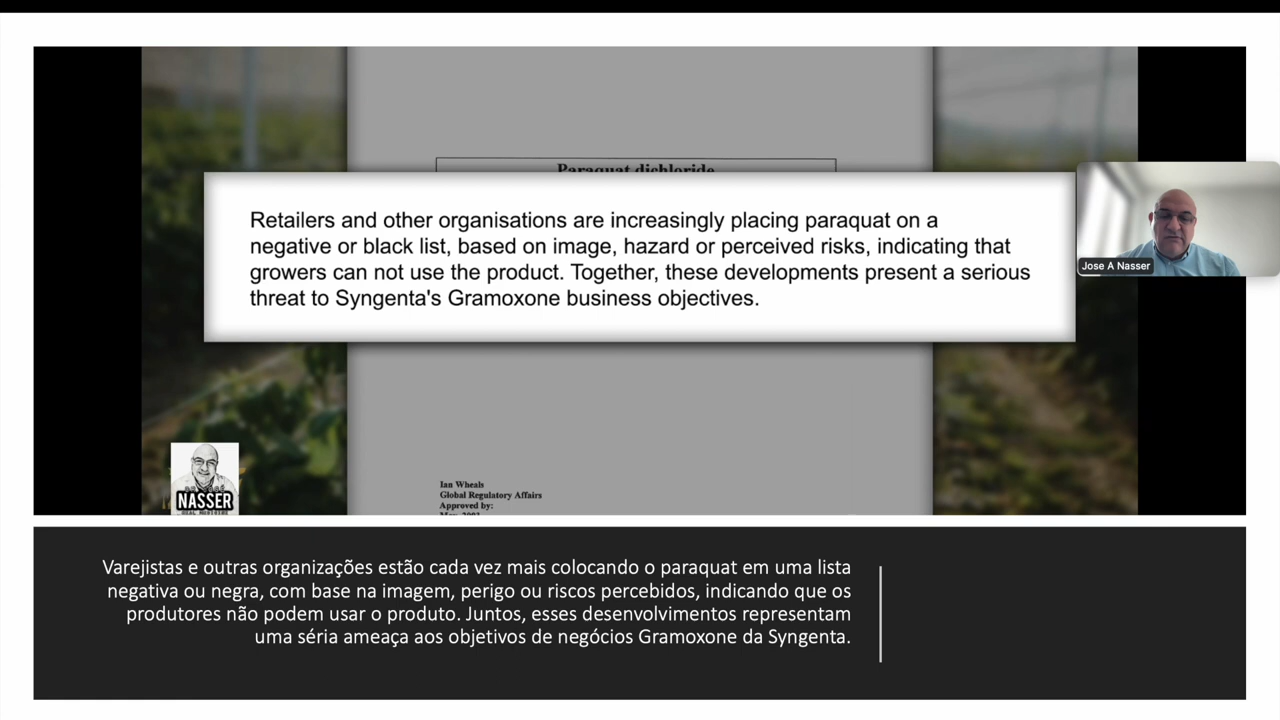 Paraquat dichloride
Retailers and other organisations are increasingly placing paraquat on a
negative or black list, based on image, hazard or perceived risks, indicating that
growers can not use the product. Together, these developments present a serious
threat to Syngenta's Gramoxone business objectives.
Jose A Nasser
NASSER
Ian Wheals
Global Regulatory Affairs
Approved by:
Varejistas e outras organizações estão cada vez mais colocando o paraquat em uma lista
negativa ou negra, com base na imagem, perigo ou riscos percebidos, indicando que os
produtores não podem usar o produto. Juntos, esses desenvolvimentos representam
uma séria ameaça aos objetivos de negócios Gramoxone da Syngenta.